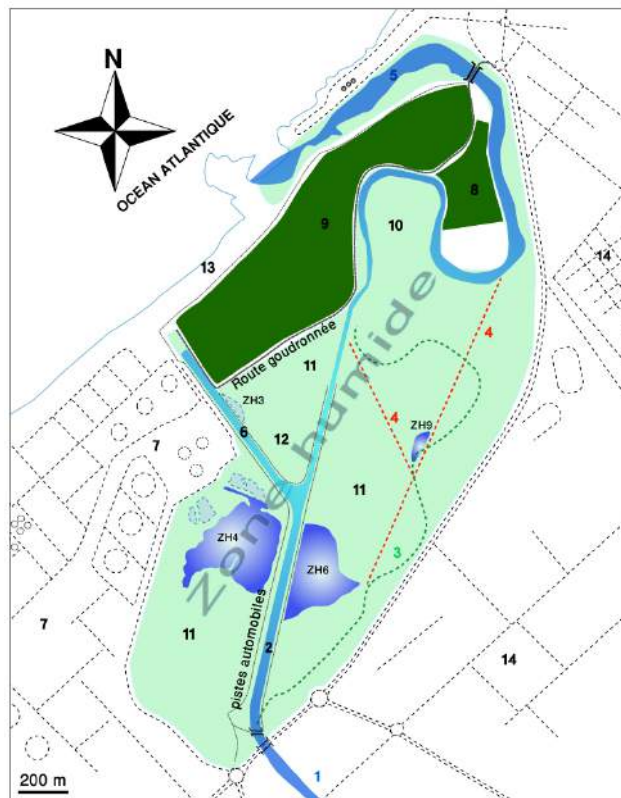 N
OCEAN ATLANTIQUE
5
8
9
10
13
14
4
Route goudronnée
11
ZH3
6
12
4
ZH9
7
11
ZH4
ZH6
3
Zone humide
7
11
pistes automobiles
2
14
1
200 m